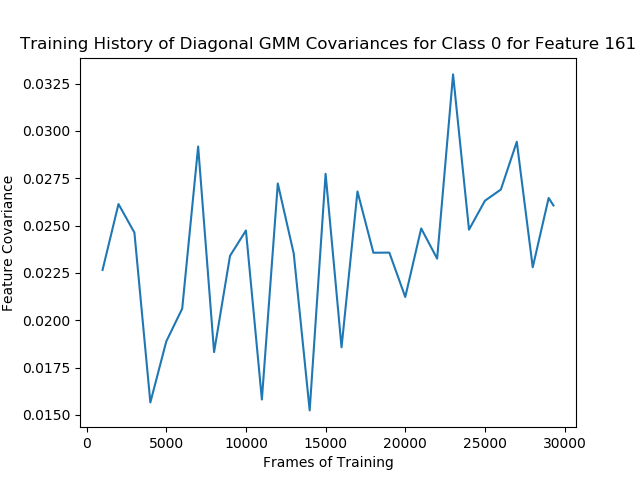 Training History of Diagonal GMM Covariances for Class 0 for Feature 161
0.0325
0.0300
0.0275
0.0250
0.0225
0.0200
0.0175
0.0150
Feature Covariance
0 5000 10000 15000 20000 25000 30000
Frames of Training